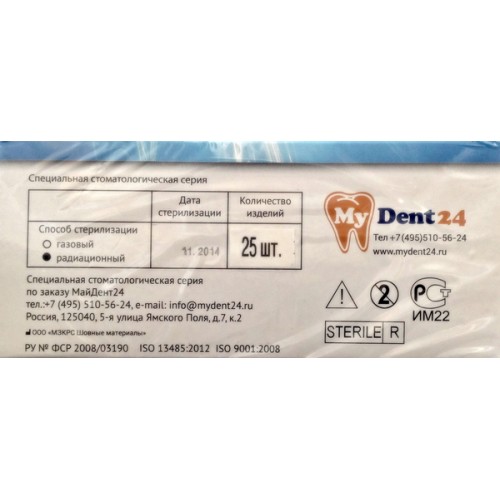 Специальная стоматологическая серия
Дата стерилизации
Количество изделий
Способ стерилизации
газовый
радиационный
11. 2014
25 шт.
My Dent24
Тел +7(495)510-56-24
www.mydent24.ru
Специальная стоматологическая серия
по заказу МайДент24
тел.:+7 (495) 510-56-24, e-mail: info@mydent24.ru
Россия, 125040, 5-я улица Ямского Поля, д.7, к.2
ООО «МЭКРС Шовные материалы»
РУ № ФСР 2008/03190 ISO 13485:2012 ISO 9001:2008
2
РСТ
ИМ22
STERILE R